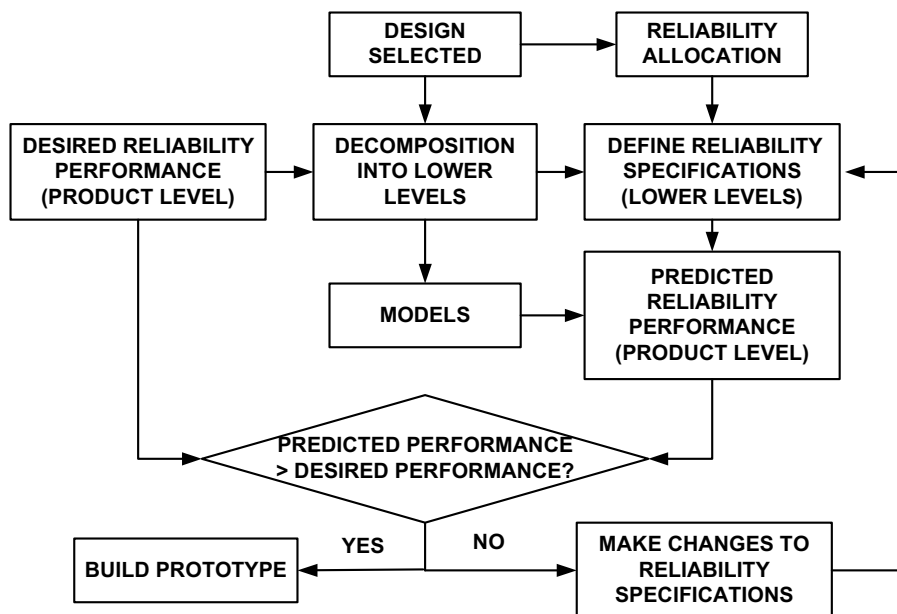 DESIGN
SELECTED
RELIABILITY
ALLOCATION
DESIRED RELIABILITY
PERFORMANCE
(PRODUCT LEVEL)
DECOMPOSITION
INTO LOWER
LEVELS
DEFINE RELIABILITY
SPECIFICATIONS
(LOWER LEVELS)
MODELS
PREDICTED
RELIABILITY
PERFORMANCE
(PRODUCT LEVEL)
PREDICTED PERFORMANCE
> DESIRED PERFORMANCE?
YES
NO
BUILD PROTOTYPE
MAKE CHANGES TO
RELIABILITY
SPECIFICATIONS